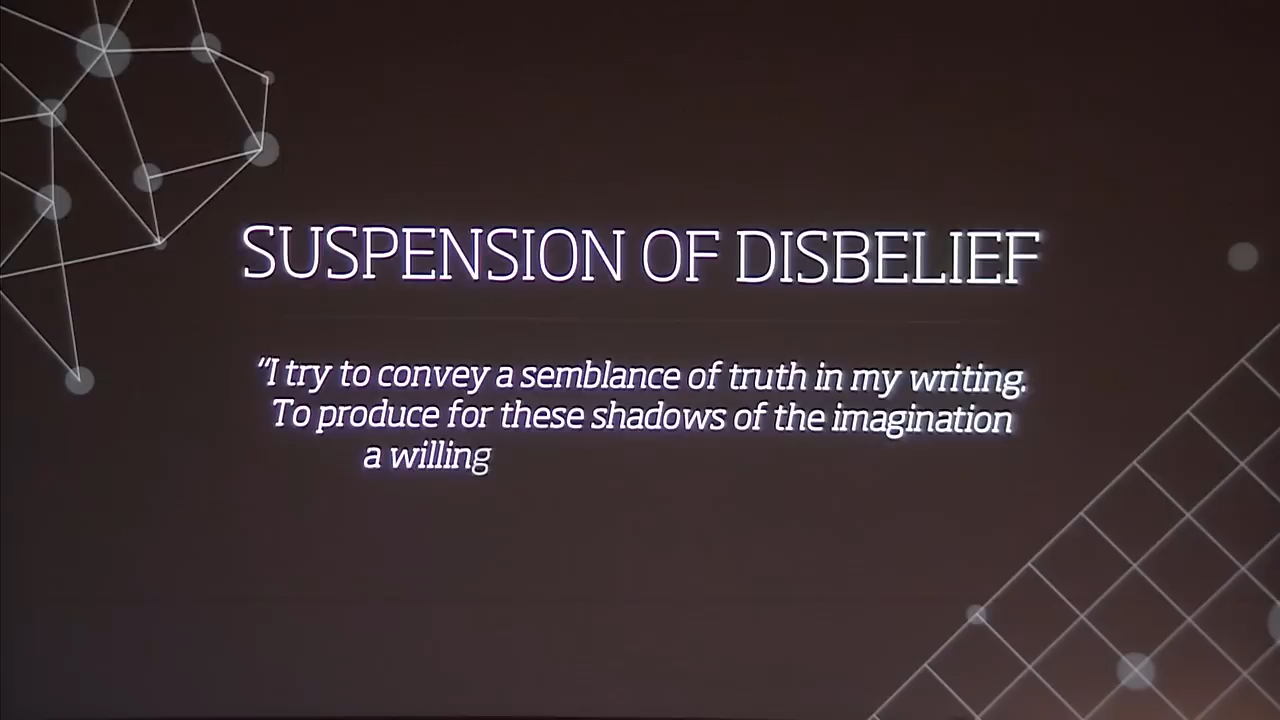 SUSPENSION OF DISBELIEF
“I try to convey a semblance of truth in my writing.
To produce for these shadows of the imagination
a willing